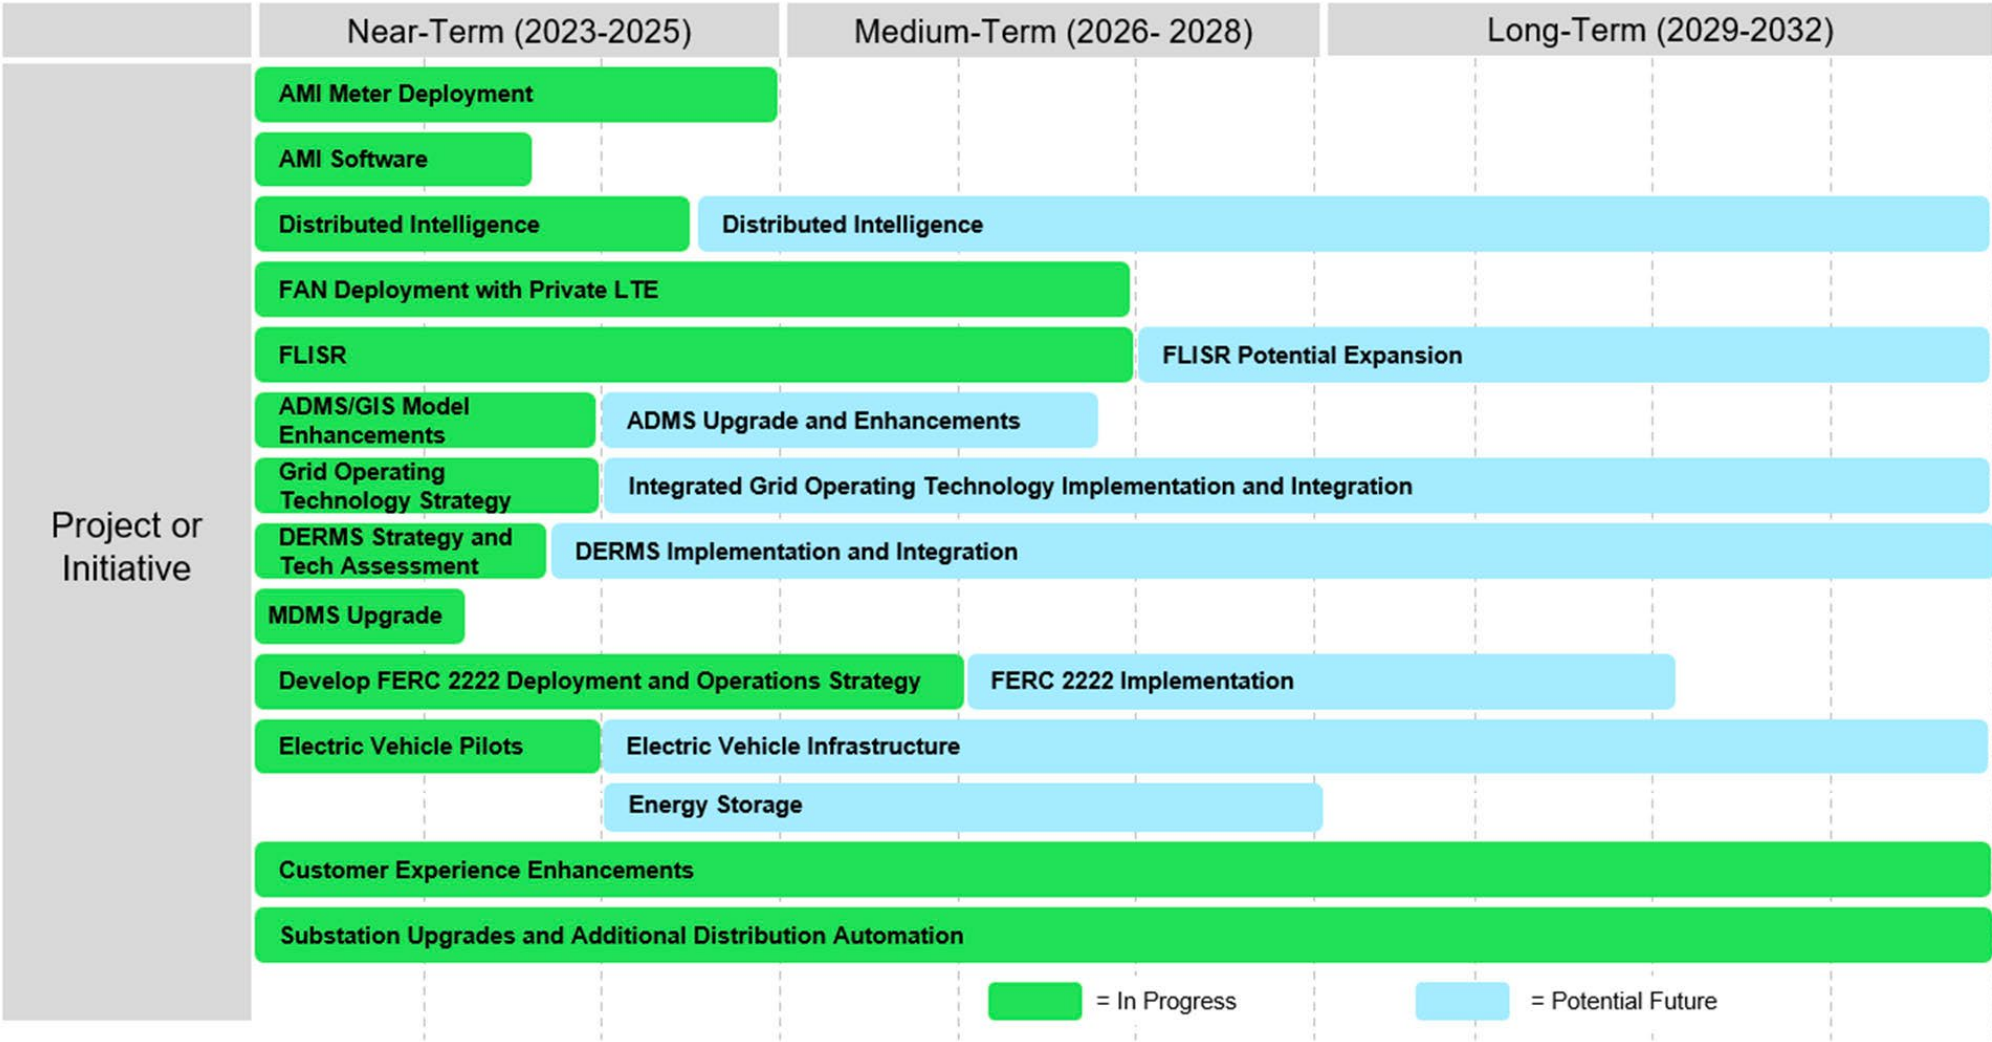 Near-Term (2023-2025)
Medium-Term (2026- 2028)
Long-Term (2029-2032)
Project or
Initiative
AMI Meter Deployment
AMI Software
Distributed Intelligence
Distributed Intelligence
FAN Deployment with Private LTE
FLISR
FLISR Potential Expansion
ADMS/GIS Model
Enhancements
ADMS Upgrade and Enhancements
Grid Operating
Technology Strategy
Integrated Grid Operating Technology Implementation and Integration
DERMS Strategy and
Tech Assessment
DERMS Implementation and Integration
MDMS Upgrade
Develop FERC 2222 Deployment and Operations Strategy
FERC 2222 Implementation
Electric Vehicle Pilots
Electric Vehicle Infrastructure
Energy Storage
Customer Experience Enhancements
Substation Upgrades and Additional Distribution Automation
= In Progress
= Potential Future